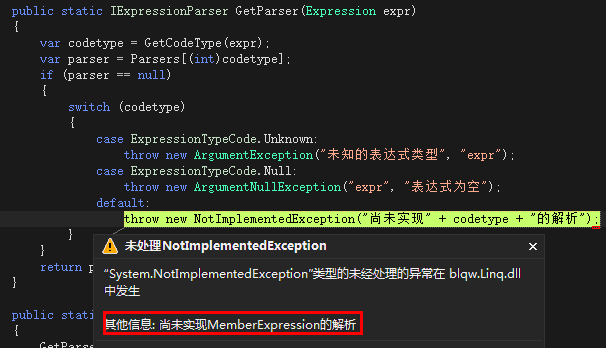 public static IExpressionParser GetParser(Expression expr)
{
var codetype = GetCodeType(expr);
var parser = Parsers[(int)codetype];
if (parser == null)
{
switch (codetype)
{
case ExpressionTypeCode.Unknown:
throw new ArgumentException("未知的表达式类型", "expr");
case ExpressionTypeCode.Null:
throw new ArgumentNullException("expr", "表达式为空");
default:
throw new NotImplementedException("尚未实现" + codetype + "的解析");
}
}
return p
}
未处理NotImplementedException
“System.NotImplementedException”类型的未经处理的异常在 blqw.Linq.dll
中发生
其他信息: 尚未实现MemberExpression的解析
public stati
{